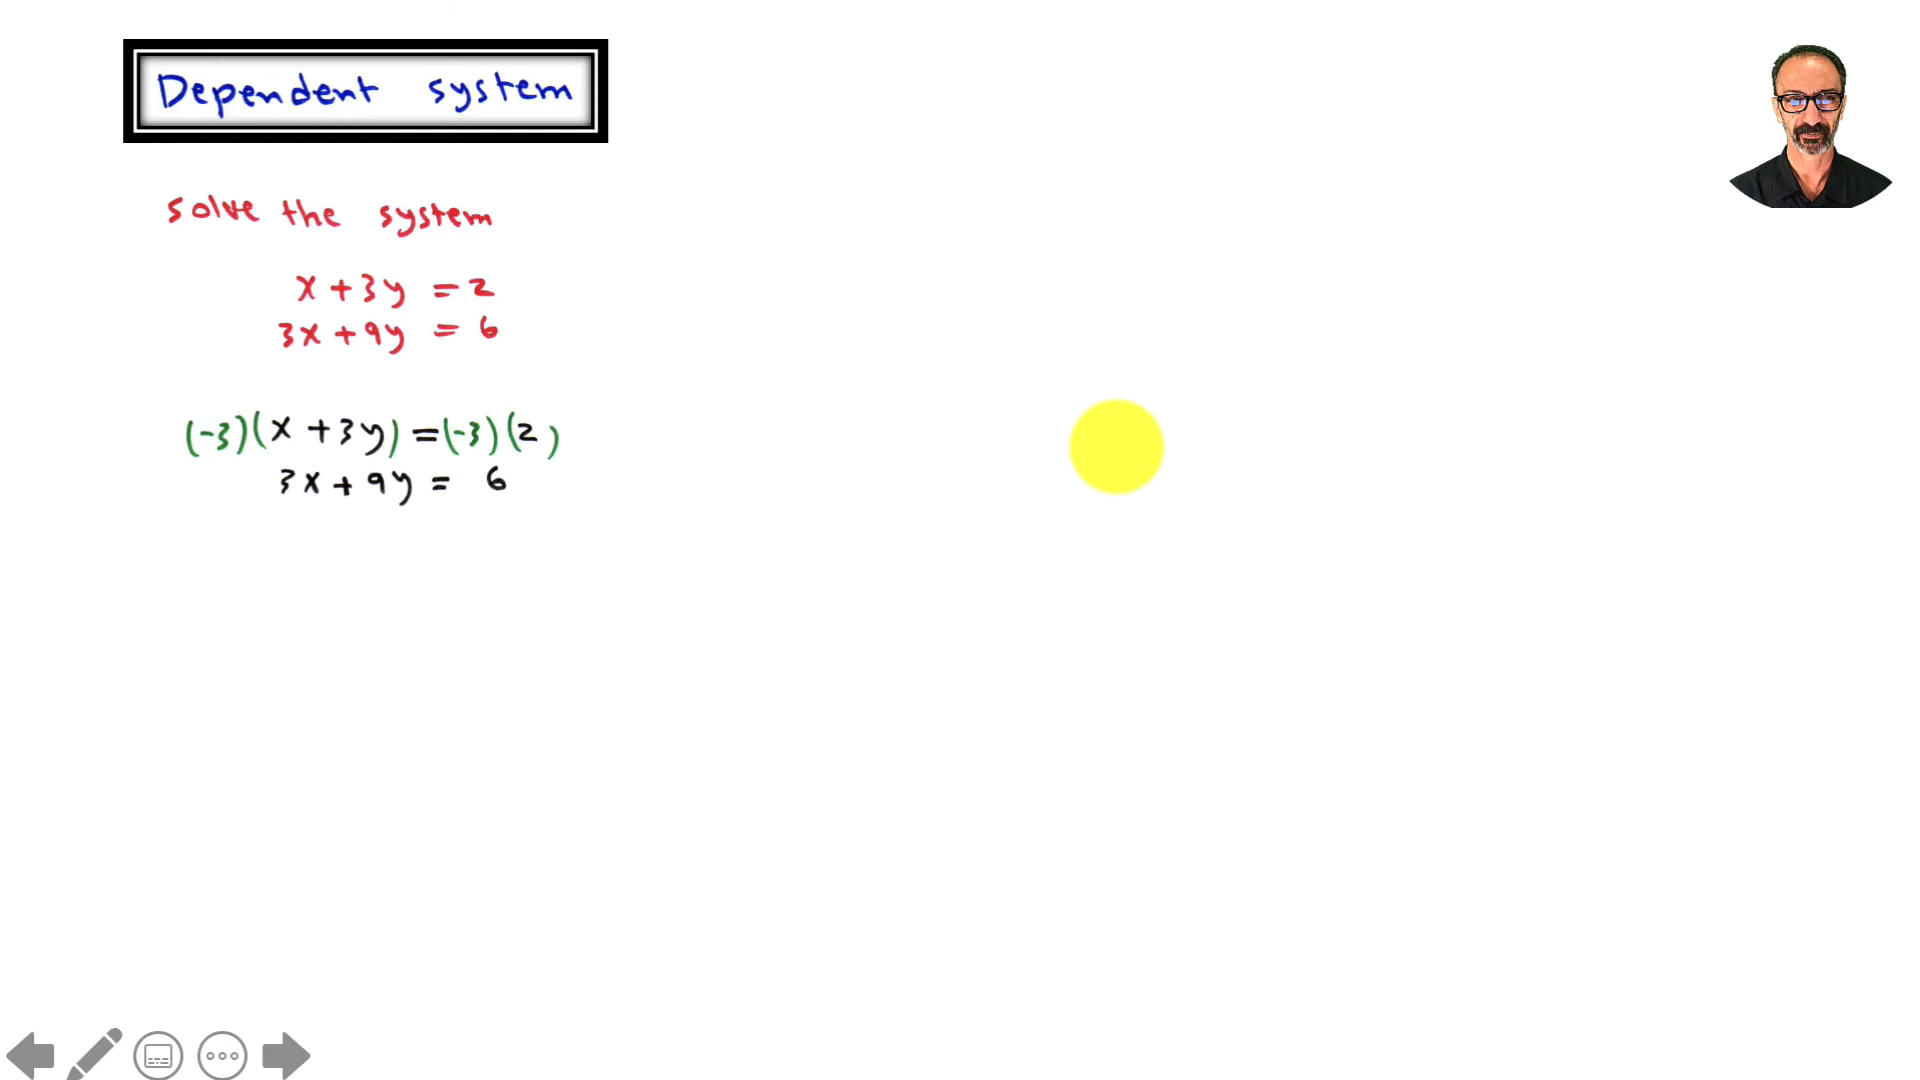 Dependent system
solve the system
x + 3y = 2
3x + 9y = 6
(-3)(x + 3y) = (-3)(2)
3x + 9y = 6